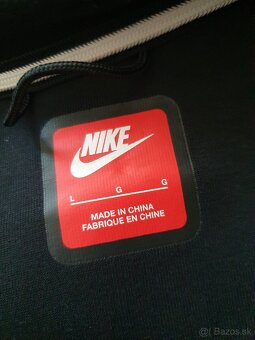 NIKE
L G G
MADE IN CHINA
FABRIQUE EN CHINE
Bazos.sk